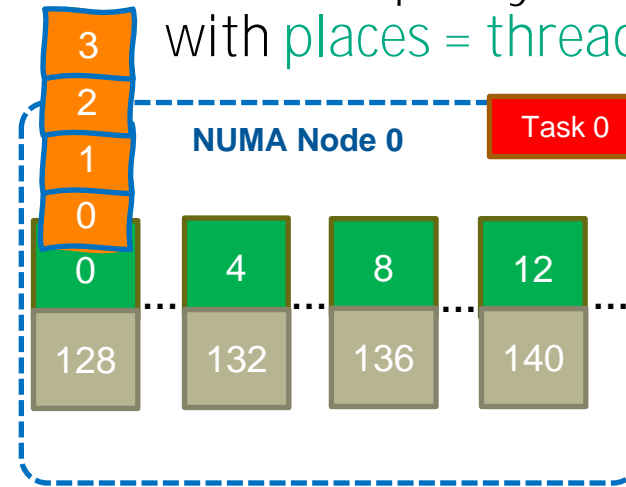 3
with places = thread
2
NUMA Node 0
Task 0
1
0
0 ... 4 ... 8 ... 12 ...
128 132 136 140